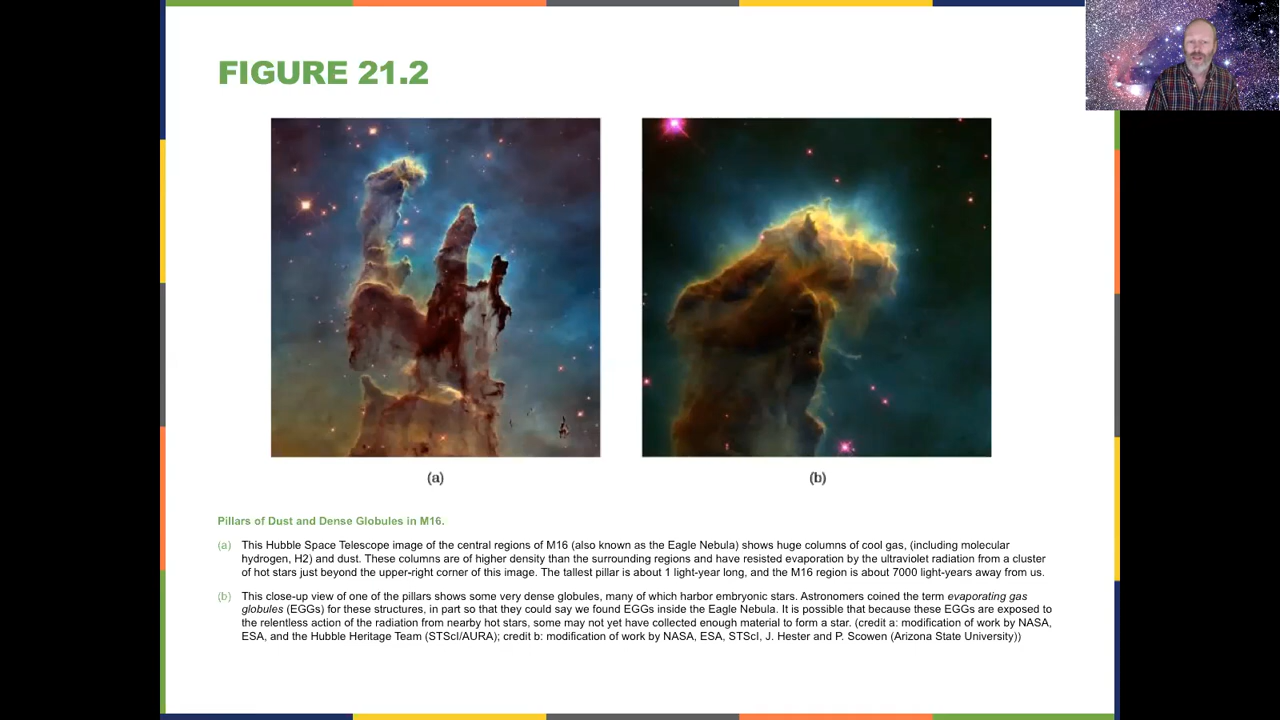 FIGURE 21.2
(a)
(b)
Pillars of Dust and Dense Globules in M16.
(a) This Hubble Space Telescope image of the central regions of M16 (also known as the Eagle Nebula) shows huge columns of cool gas, (including molecular
hydrogen, H2) and dust. These columns are of higher density than the surrounding regions and have resisted evaporation by the ultraviolet radiation from a cluster
of hot stars just beyond the upper-right corner of this image. The tallest pillar is about 1 light-year long, and the M16 region is about 7000 light-years away from us.
(b) This close-up view of one of the pillars shows some very dense globules, many of which harbor embryonic stars. Astronomers coined the term evaporating gas
globules (EGGs) for these structures, in part so that they could say we found EGGs inside the Eagle Nebula. It is possible that because these EGGs are exposed to
the relentless action of the radiation from nearby hot stars, some may not yet have collected enough material to form a star. (credit a: modification of work by NASA,
ESA, and the Hubble Heritage Team (STScI/AURA); credit b: modification of work by NASA, ESA, STScI, J. Hester and P. Scowen (Arizona State University))